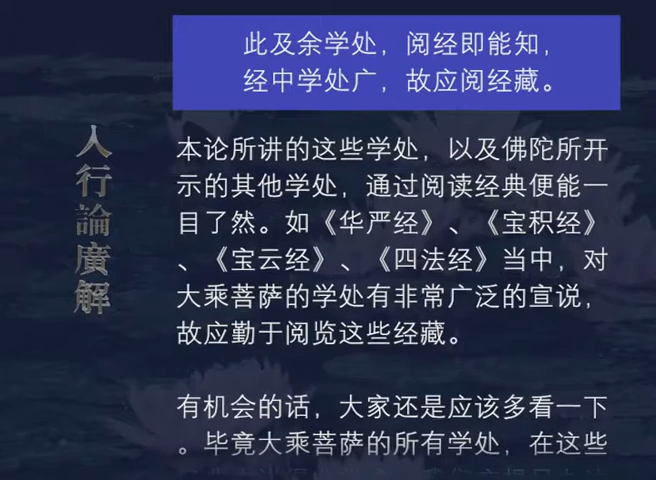 此及余学处，阅经即能知，
经中学处广，故应阅经藏。
入行論廣解
本论所讲的这些学处，以及佛陀所开
示的其他学处，通过阅读经典便能一
目了然。如《华严经》、《宝积经》
、《宝云经》、《四法经》当中，对
大乘菩萨的学处有非常广泛的宣说，
故应勤于阅览这些经藏。
有机会的话，大家还是应该多看一下
。毕竟大乘菩萨的所有学处，在这些